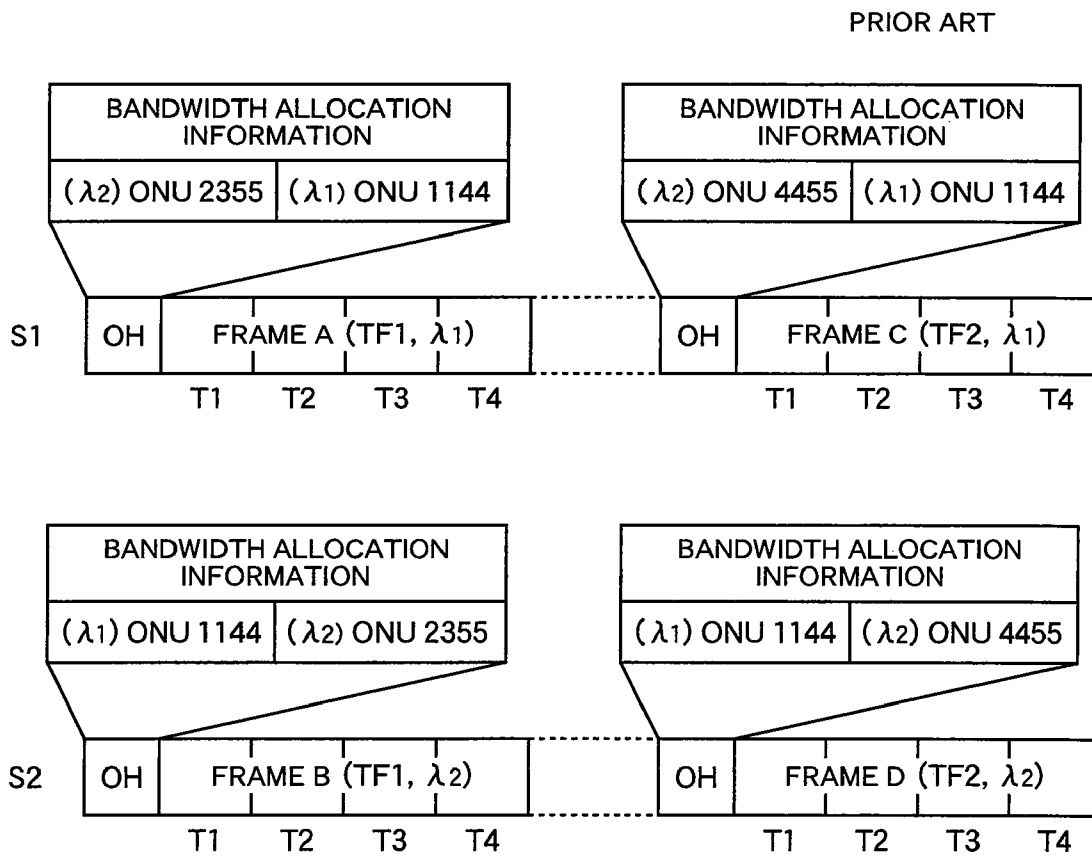 PRIOR ART
BANDWIDTH ALLOCATION
INFORMATION
(λ2) ONU 2355 (λ1) ONU 1144
BANDWIDTH ALLOCATION
INFORMATION
(λ2) ONU 4455 (λ1) ONU 1144
S1 OH FRAME A (TF1, λ1) OH FRAME C (TF2, λ1)
T1 T2 T3 T4 T1 T2 T3 T4
BANDWIDTH ALLOCATION
INFORMATION
(λ1) ONU 1144 (λ2) ONU 2355
BANDWIDTH ALLOCATION
INFORMATION
(λ1) ONU 1144 (λ2) ONU 4455
S2 OH FRAME B (TF1, λ2) OH FRAME D (TF2, λ2)
T1 T2 T3 T4 T1 T2 T3 T4